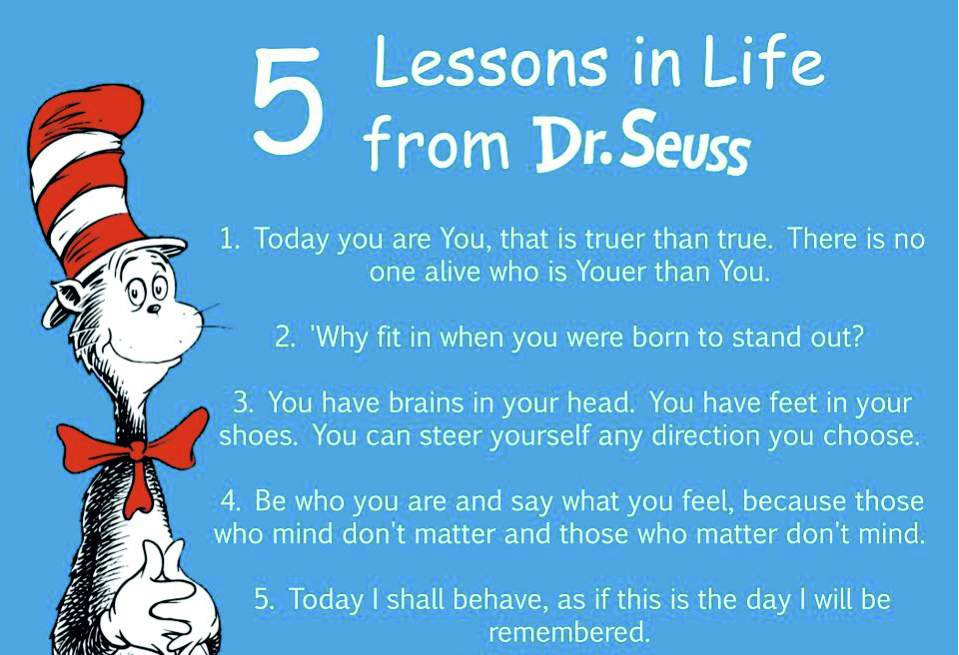 5 Lessons in Life
from Dr. Seuss
1. Today you are You, that is truer than true. There is no
one alive who is Youer than You.
2. 'Why fit in when you were born to stand out?
3. You have brains in your head. You have feet in your
shoes. You can steer yourself any direction you choose.
4. Be who you are and say what you feel, because those
who mind don't matter and those who matter don't mind.
5. Today I shall behave, as if this is the day I will be
remembered.